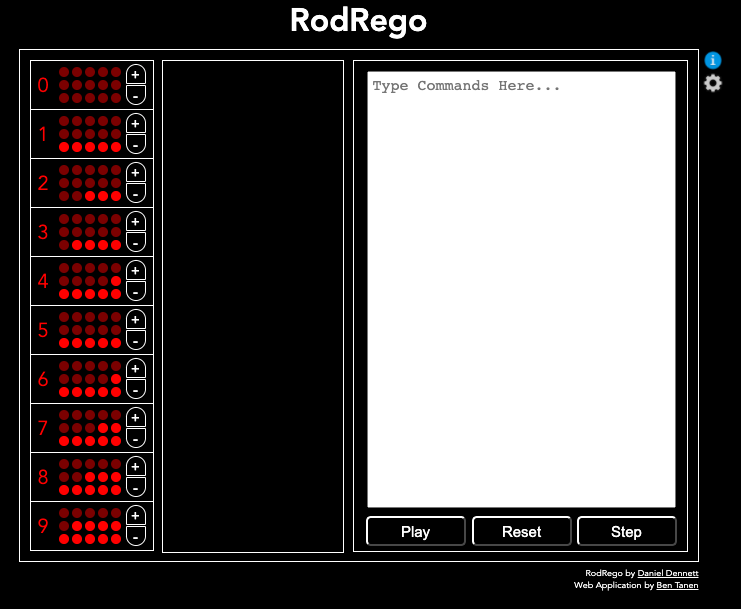 RodRego
0 + -
1 + -
2 + -
3 + -
4 + -
5 + -
6 + -
7 + -
8 + -
9 + -
Type Commands Here...
Play Reset Step
i
RodRego by Daniel Dennett
Web Application by Ben Tanen